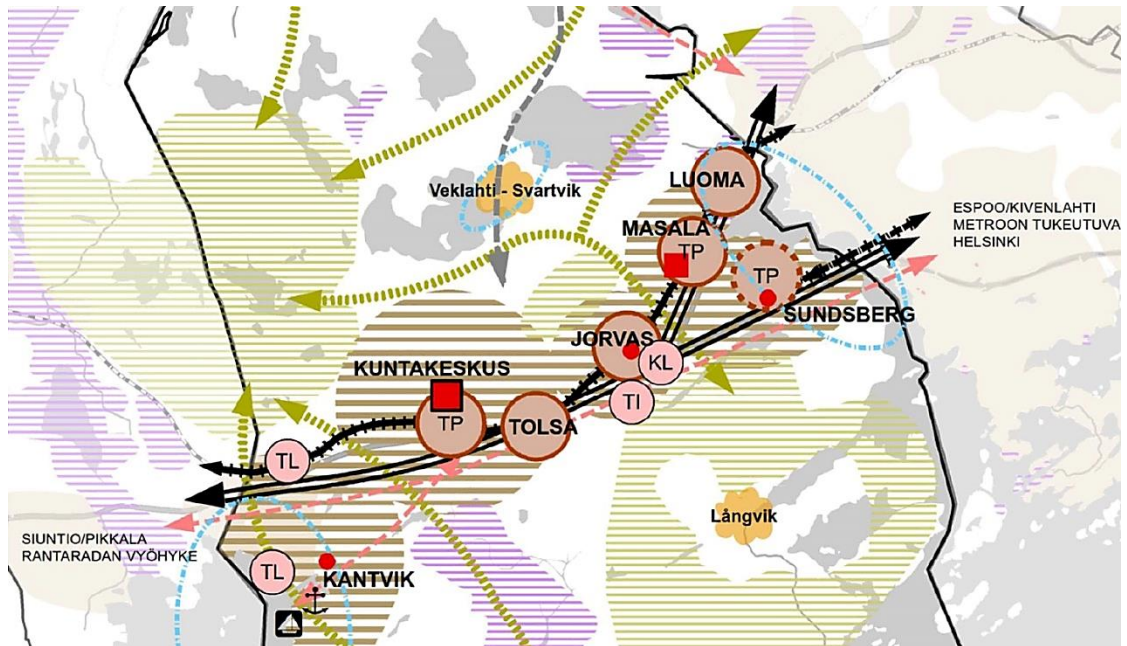 LUOMA
Veklahti - Svartvik
ESPOO/KIVENLAHTI
METROON TUKEUTUVA
HELSINKI
MASALA
TP
TP
SUNDSBERG
JORVAS
KL
KUNTAKESKUS
TI
TP
TOLSA
TL
Långvik
SIUNTIO/PIKKALA
RANTARADAN VYÖHYKE
TL
KANTVIK